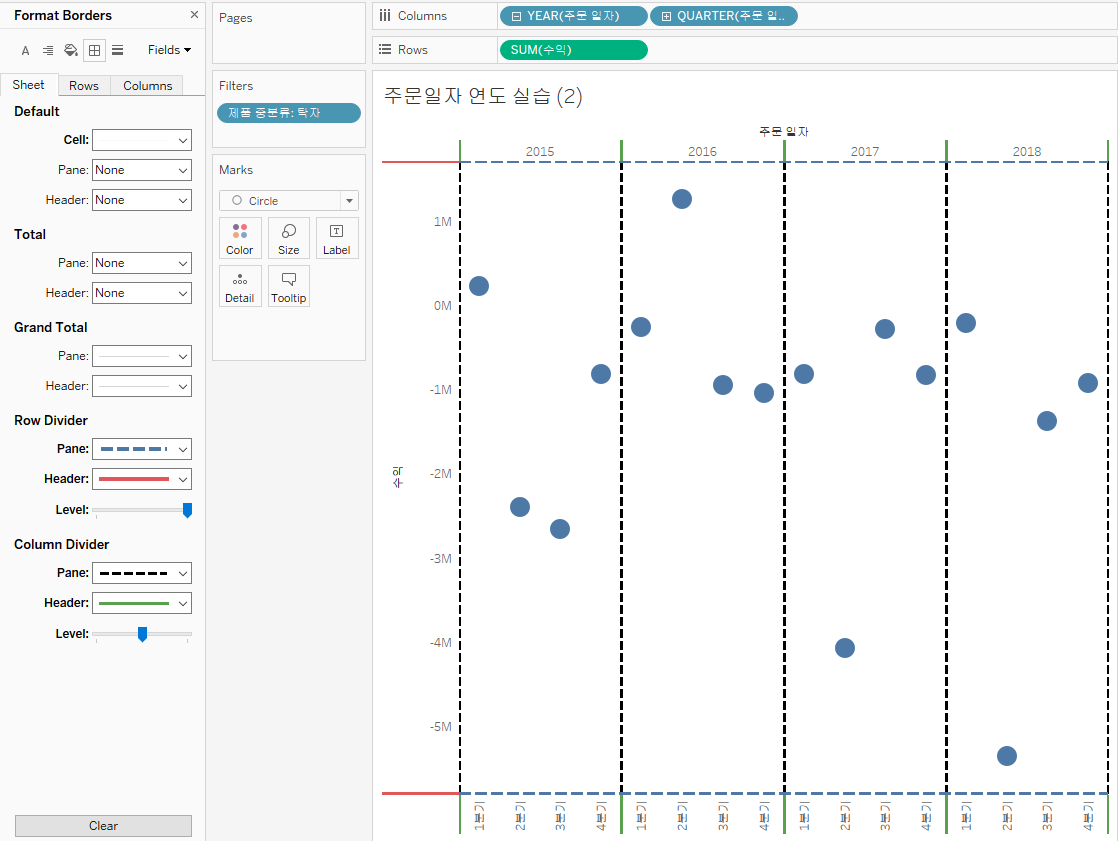 Format Borders
Fields
Sheet Rows Columns
Default
Cell:
Pane: None
Header: None
Total
Pane: None
Header: None
Grand Total
Pane:
Header:
Row Divider
Pane:
Header:
Level:
Column Divider
Pane:
Header:
Level:
Clear
Pages
Filters
제품 중분류: 탁자
Marks
Circle
Color Size Label
Detail Tooltip
Columns YEAR(주문 일자) QUARTER(주문 일..
Rows SUM(수익)
주문일자 연도 실습 (2)
주문 일자
2015 2016 2017 2018
1M
0M
-1M
-2M
-3M
-4M
-5M
수익
1분기 2분기 3분기 4분기 1분기 2분기 3분기 4분기 1분기 2분기 3분기 4분기 1분기 2분기 3분기 4분기